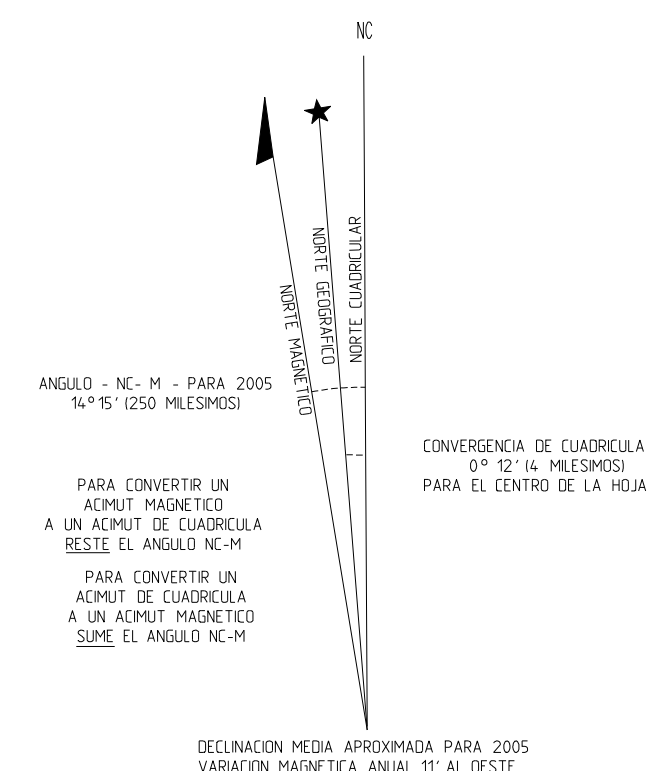 NC
NORTE CUADRICULAR
NORTE GEOGRAFICO
NORTE MAGNETICO
ANGULO - NC- M - PARA 2005
14° 15' (250 MILESIMOS)
CONVERGENCIA DE CUADRICULA
0° 12' (4 MILESIMOS)
PARA EL CENTRO DE LA HOJA
PARA CONVERTIR UN
ACIMUT MAGNETICO
A UN ACIMUT DE CUADRICULA
RESTE EL ANGULO NC-M
PARA CONVERTIR UN
ACIMUT DE CUADRICULA
A UN ACIMUT MAGNETICO
SUME EL ANGULO NC-M
DECLINACION MEDIA APROXIMADA PARA 2005
VARIACION MAGNETICA ANUAL 11' AL OESTE